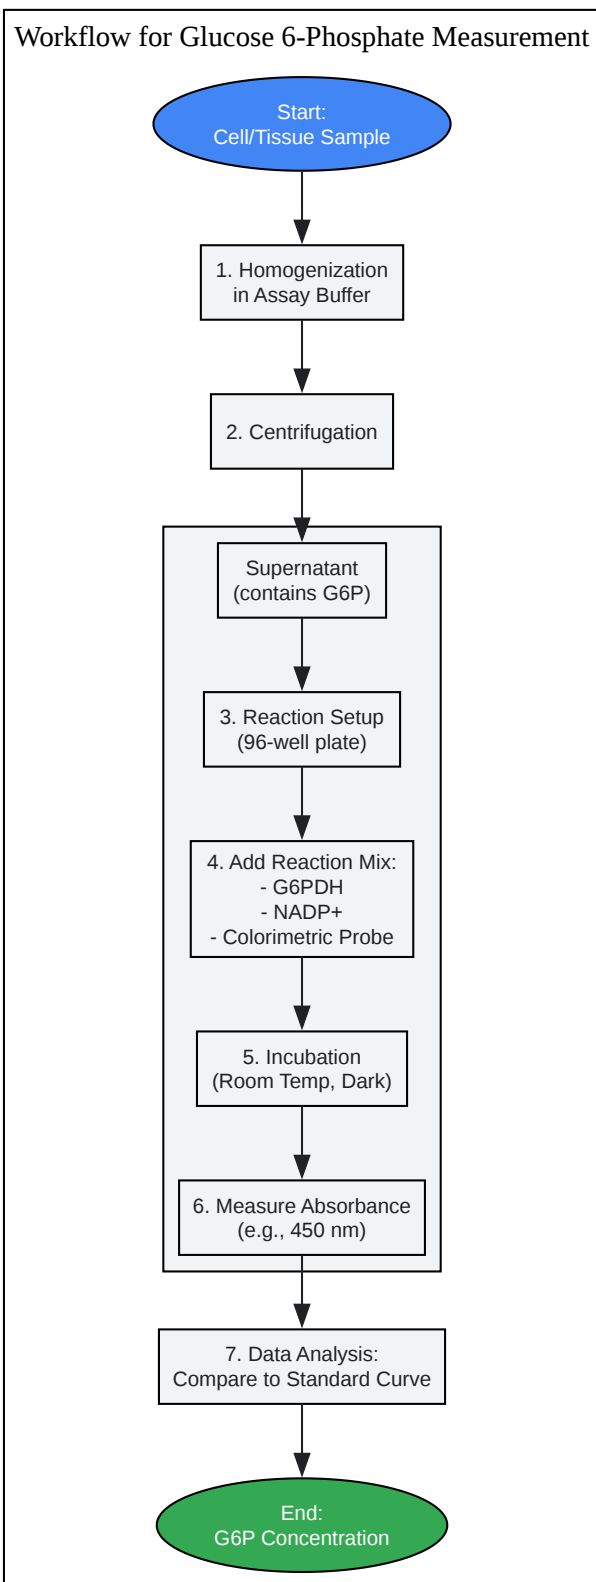 Workflow for Glucose 6-Phosphate Measurement
Start:
Cell/Tissue Sample
1. Homogenization
in Assay Buffer
2. Centrifugation
Supernatant
(contains G6P)
3. Reaction Setup
(96-well plate)
4. Add Reaction Mix:
- G6PDH
- NADP+
- Colorimetric Probe
5. Incubation
(Room Temp, Dark)
6. Measure Absorbance
(e.g., 450 nm)
7. Data Analysis:
Compare to Standard Curve
End:
G6P Concentration